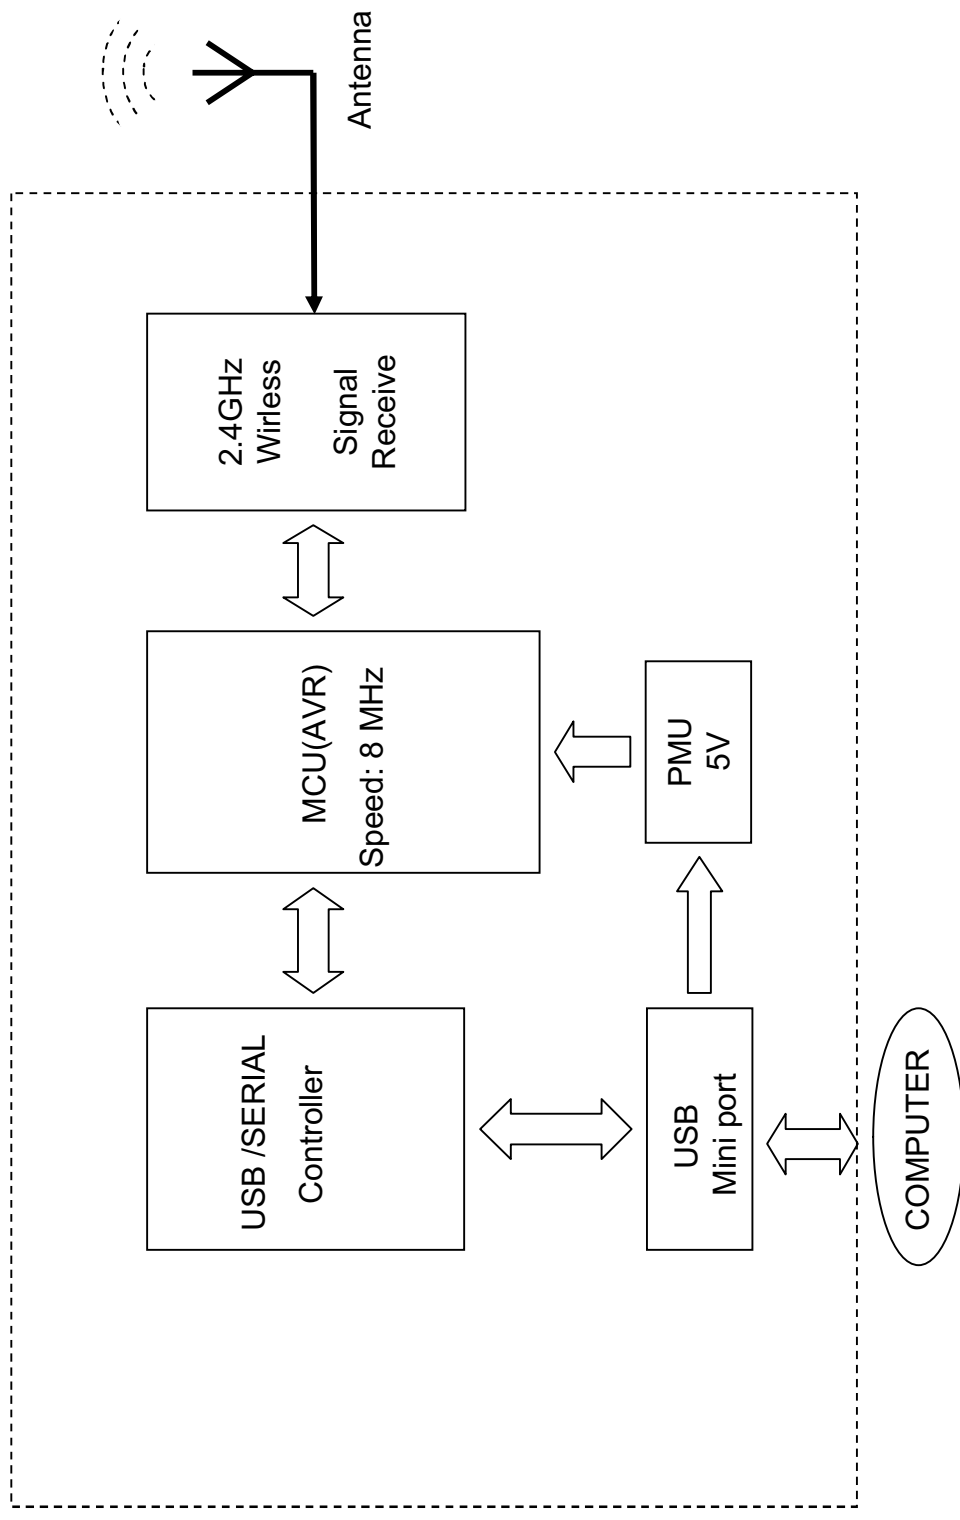 USB /SERIAL
Controller
MCU(AVR)
Speed: 8 MHz
2.4GHz
Wirless
Signal
Receive
Antenna
USB
Mini port
PMU
5V
COMPUTER